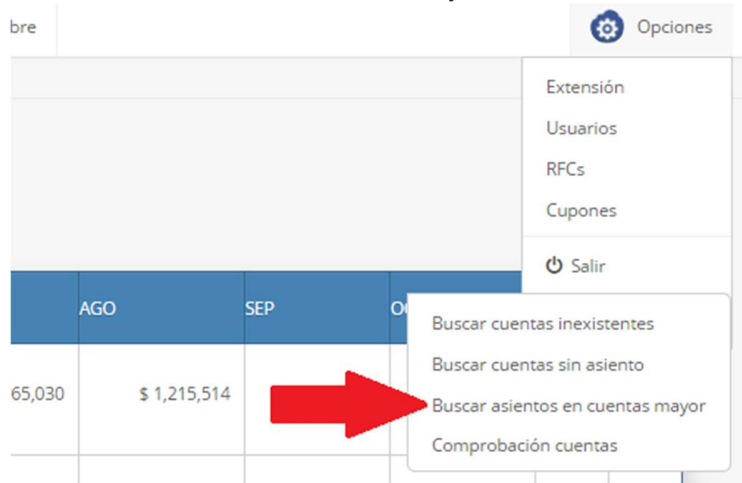 bre
Opciones
Extensión
Usuarios
RFCs
Cupones
Salir
AGO SEP
Buscar cuentas inexistentes
Buscar cuentas sin asiento
65,030 $ 1,215,514
Buscar asientos en cuentas mayor
Comprobación cuentas